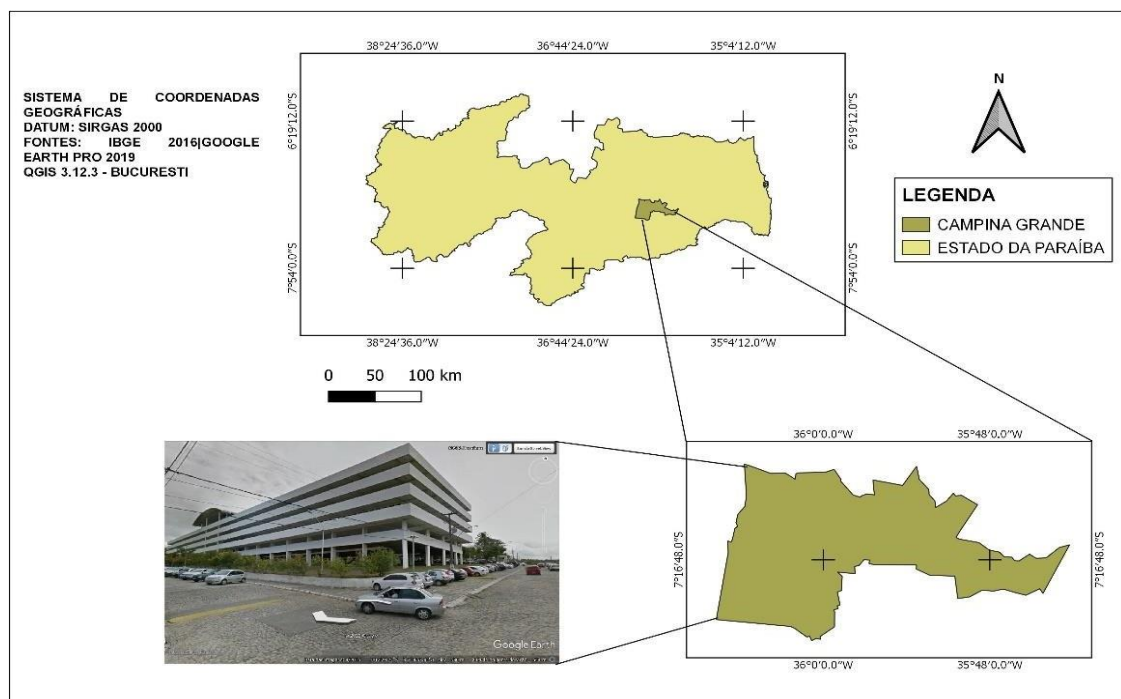 SISTEMA DE COORDENADAS
GEOGRÁFICAS
DATUM: SIRGAS 2000
FONTES: IBGE 2016|GOOGLE
EARTH PRO 2019
QGIS 3.12.3 - BUCURESTI
38°24'36.0"W 36°44'24.0"W 35°4'12.0"W
6°19'12.0"S 6°19'12.0"S
7°54'0.0"S 7°54'0.0"S
38°24'36.0"W 36°44'24.0"W 35°4'12.0"W
N
LEGENDA
CAMPINA GRANDE
ESTADO DA PARAÍBA
0 50 100 km
36°0'0.0"W 35°48'0.0"W
7°16'48.0"S 7°16'48.0"S
36°0'0.0"W 35°48'0.0"W
Google Earth